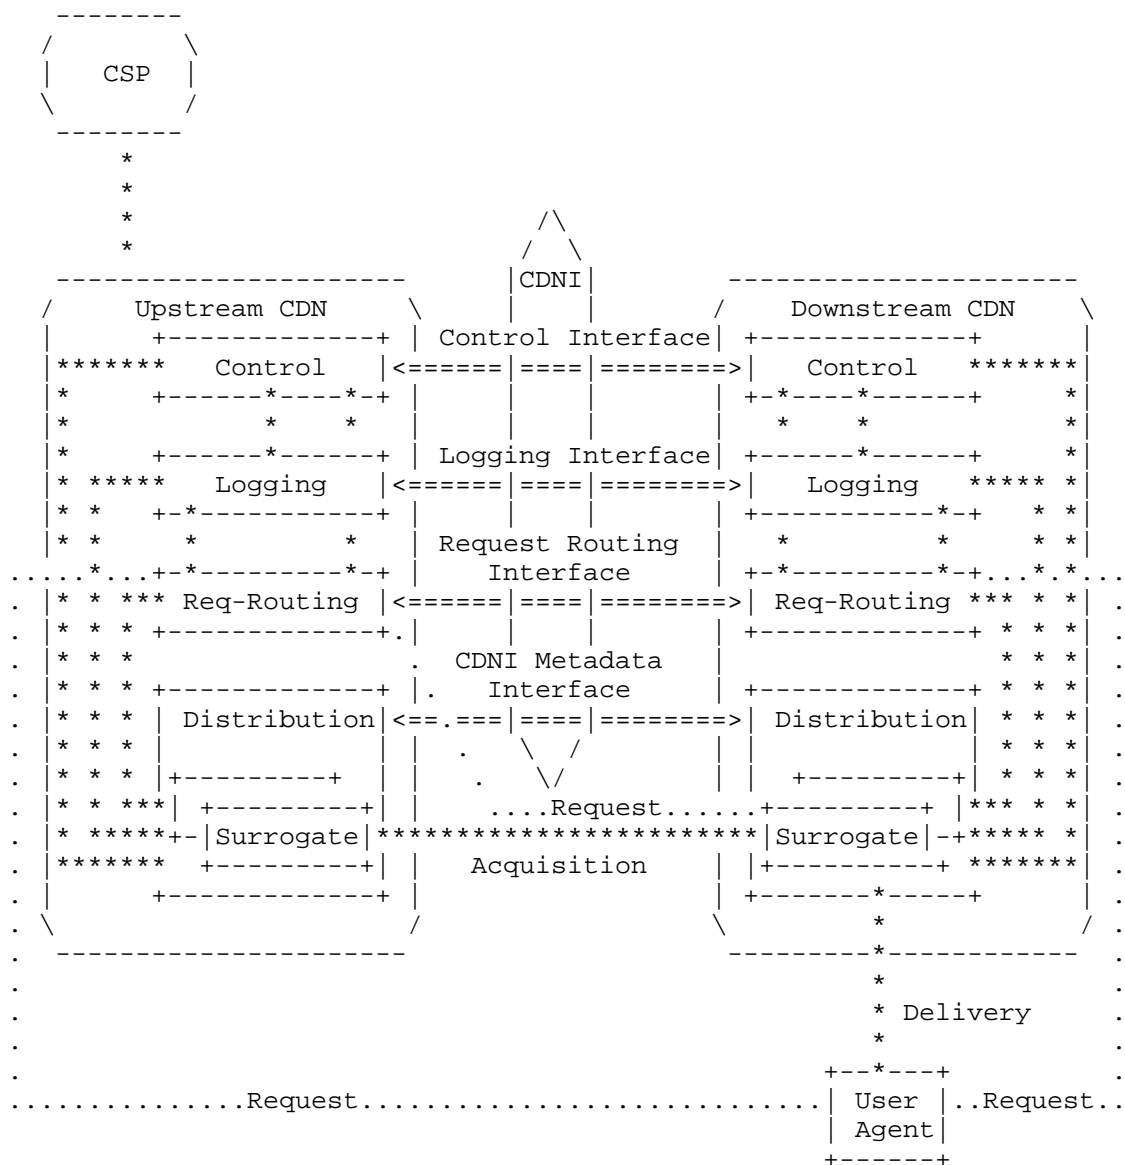 CSP
CDNI
Upstream CDN Downstream CDN
Control Interface
Control Control
Logging Interface
Logging Logging
Request Routing
Interface
Req-Routing Req-Routing
CDNI Metadata
Interface
Distribution Distribution
Request
Surrogate Surrogate
Acquisition
Delivery
Request User Request
Agent